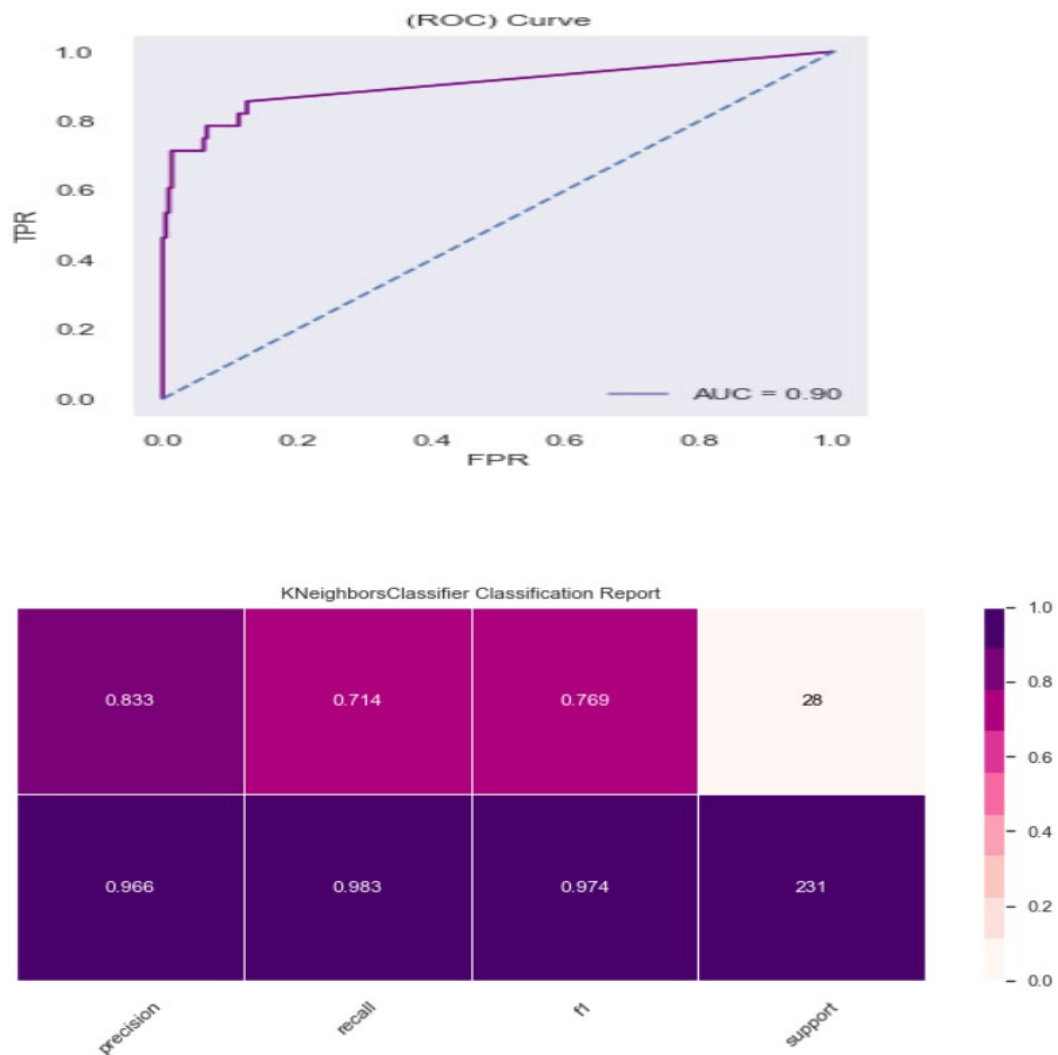 (ROC) Curve
1.0
0.8
0.6
0.4
0.2
0.0
TPR
AUC = 0.90
0.0 0.2 0.4 0.6 0.8 1.0
FPR
KNeighborsClassifier Classification Report
0.833 0.714 0.769 28
0.966 0.983 0.974 231
precision recall f1 support
1.0
0.8
0.6
0.4
0.2
0.0